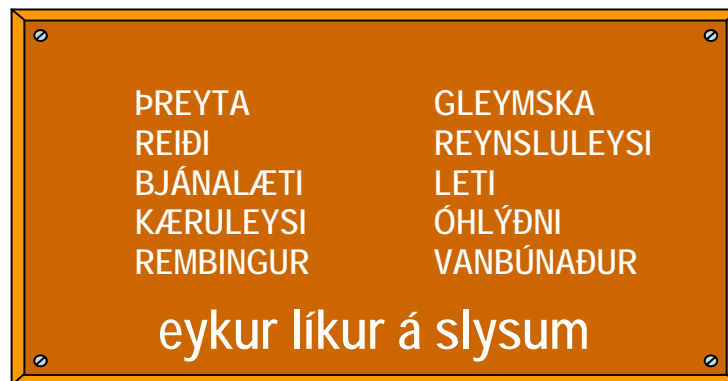 ÞREYTA
REIÐI
BJÁNALÆTI
KÆRULEYSI
REMBINGUR
GLEYMSKA
REYNSLULEYSI
LETI
ÓHLÝÐNI
VANBÚNAÐUR
eykur líkur á slysum